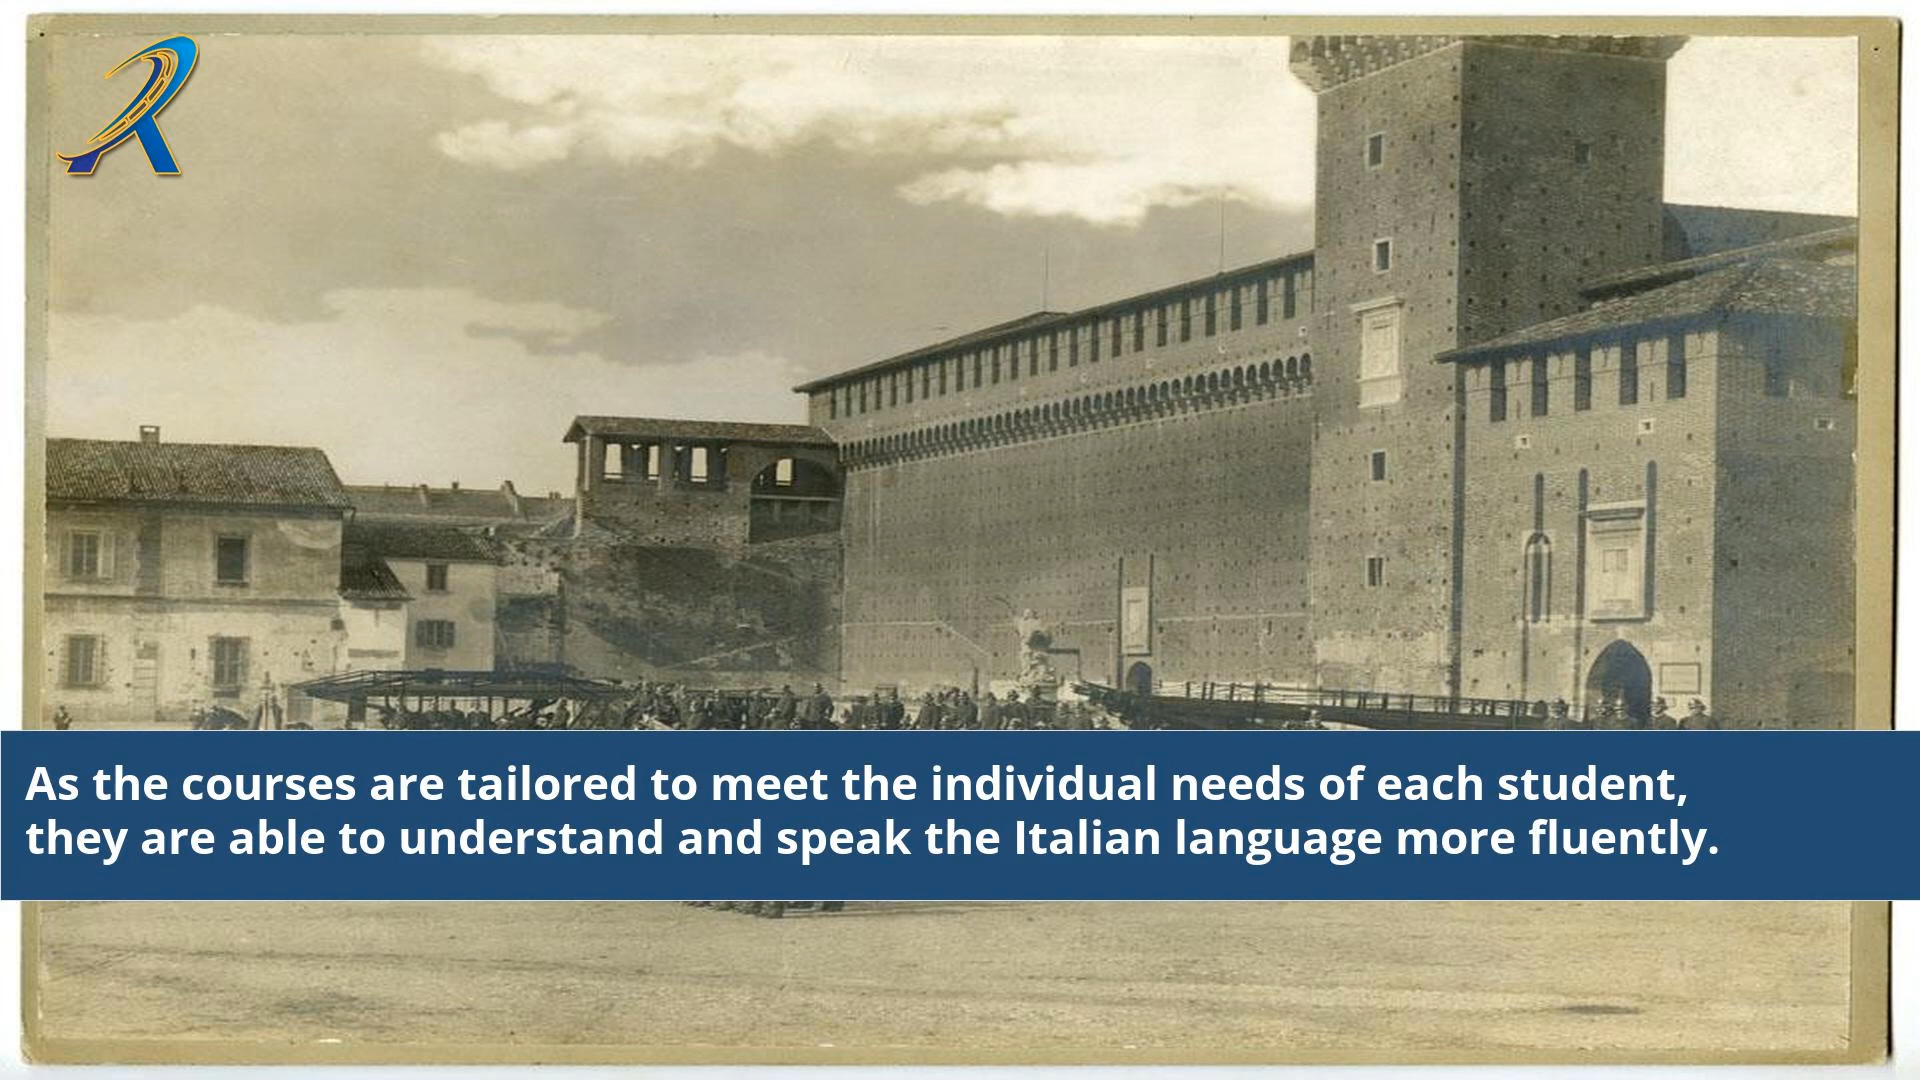 As the courses are tailored to meet the individual needs of each student,
they are able to understand and speak the Italian language more fluently.